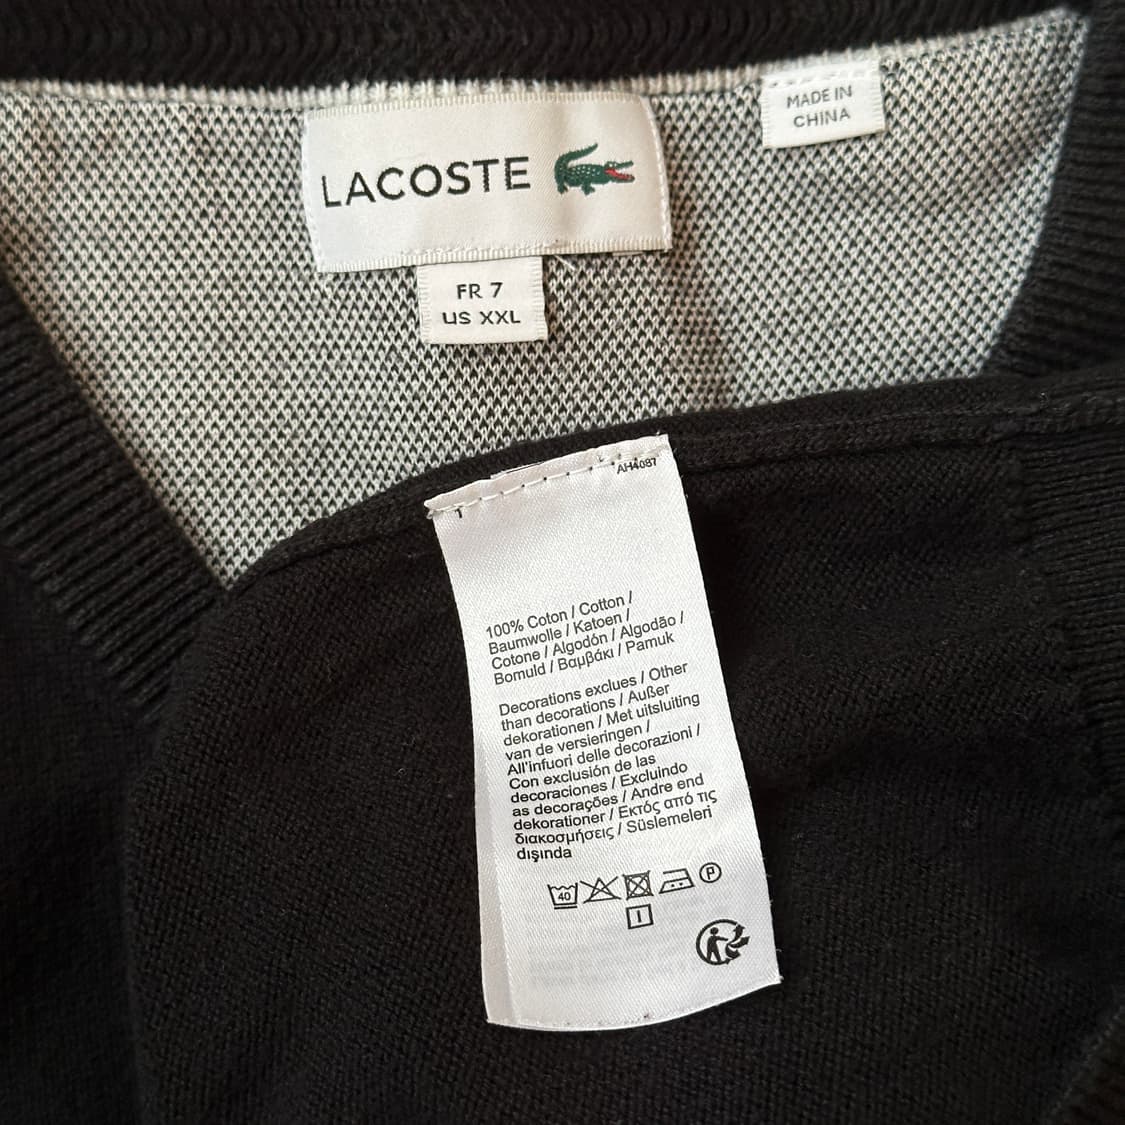 LACOSTE
MADE IN
CHINA
FR 7
US XXL
AH4087
1
100% Coton / Cotton /
Baumwolle / Katoen /
Cotone / Algodón / Algodão /
Bomuld / Βαμβάκι / Pamuk
Decorations exclues / Other
than decorations / Außer
dekorationen / Met uitsluiting
van de versieringen /
All'infuori delle decorazioni /
Con exclusión de las
decoraciones / Excluindo
as decorações / Andre end
dekorationer / Εκτός από τις
διακοσμήσεις / Süslemeleri
dışında
40
P